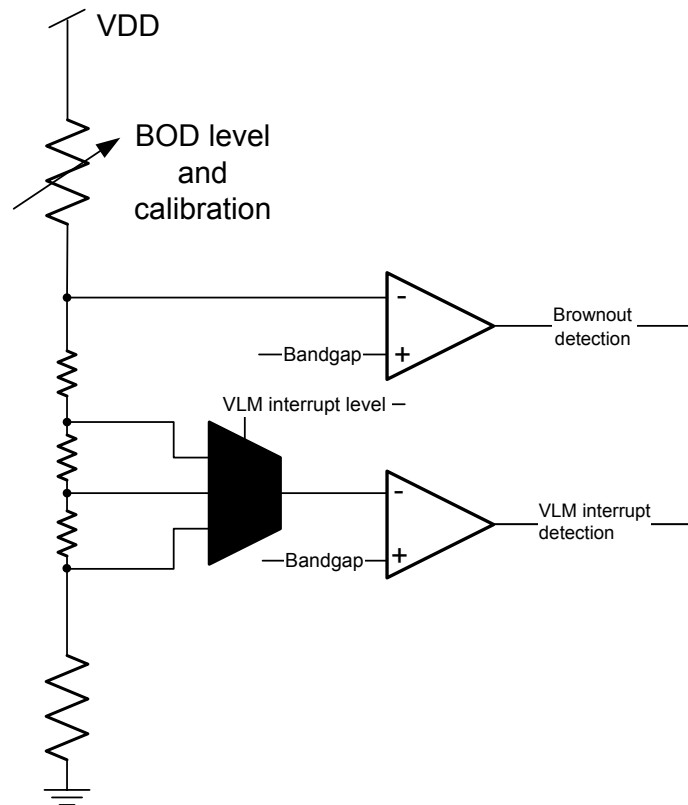 VDD
BOD level
and
calibration
-
Brownout
detection
Bandgap
+
VLM interrupt level
-
VLM interrupt
detection
Bandgap
+